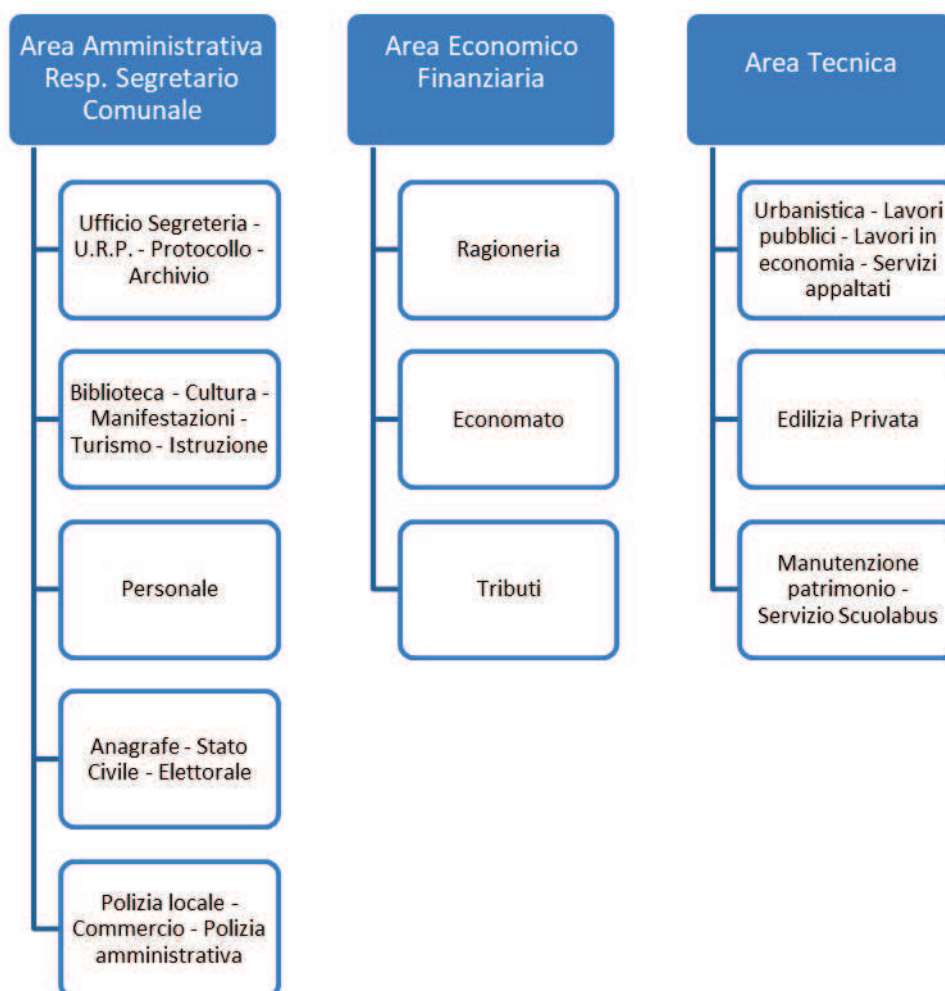 Area Amministrativa
Resp. Segretario
Comunale
Ufficio Segreteria -
U.R.P. - Protocollo -
Archivio
Biblioteca - Cultura -
Manifestazioni -
Turismo - Istruzione
Personale
Anagrafe - Stato
Civile - Elettorale
Polizia locale -
Commercio - Polizia
amministrativa
Area Economico
Finanziaria
Ragioneria
Economato
Tributi
Area Tecnica
Urbanistica - Lavori
pubblici - Lavori in
economia - Servizi
appaltati
Edilizia Privata
Manutenzione
patrimonio -
Servizio Scuolabus